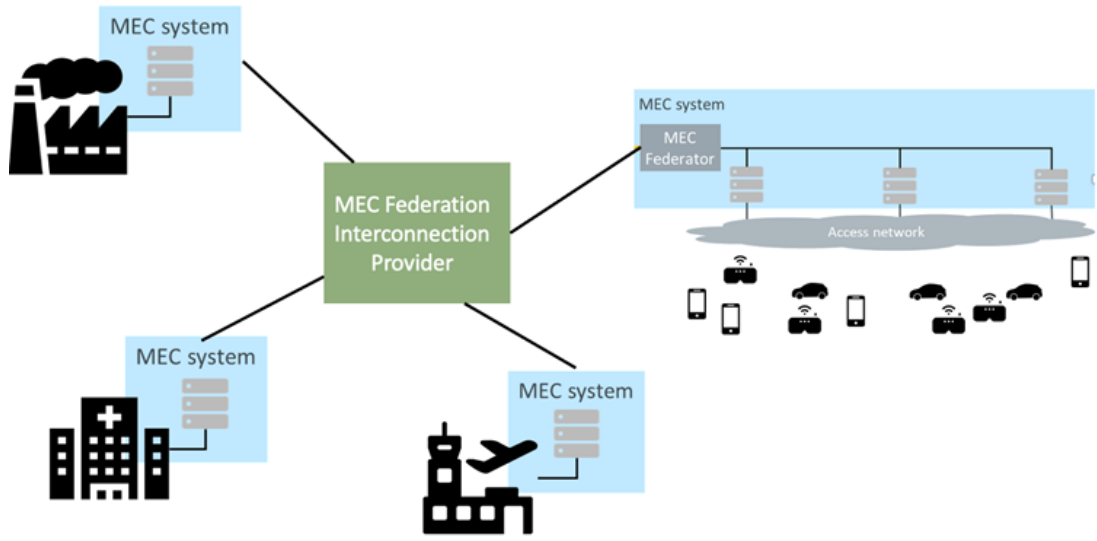 MEC system
MEC system
MEC
Federator
MEC Federation
Interconnection
Provider
Access network
MEC system
MEC system